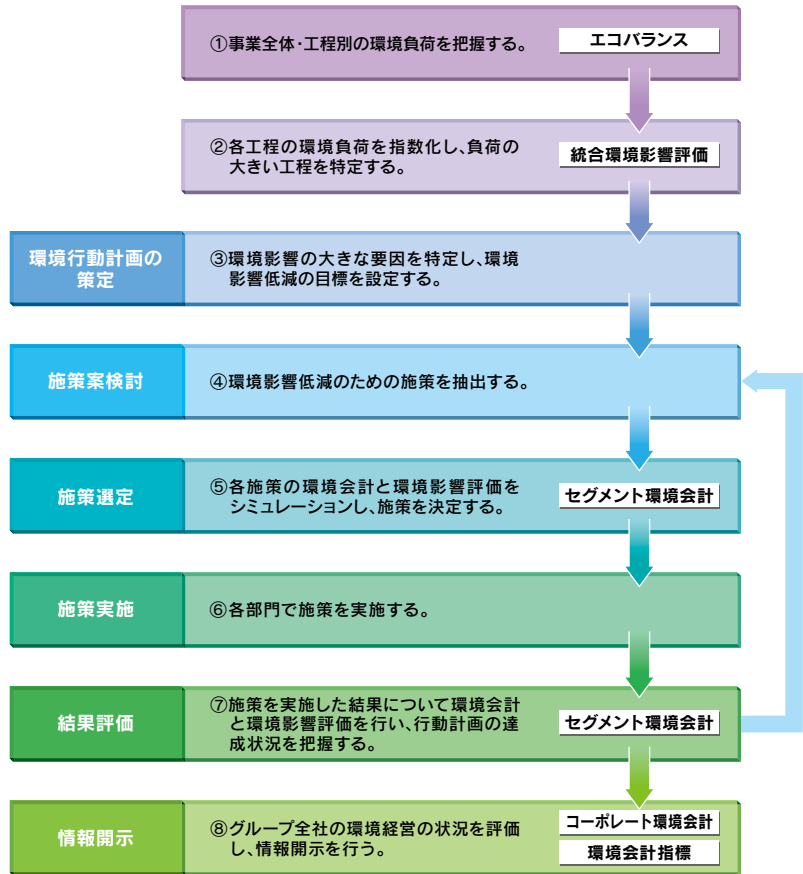 ①事業全体・工程別の環境負荷を把握する。
エコバランス
②各工程の環境負荷を指数化し、負荷の
大きい工程を特定する。
統合環境影響評価
環境行動計画の
策定
③環境影響の大きな要因を特定し、環境
影響低減の目標を設定する。
施策案検討
④環境影響低減のための施策を抽出する。
施策選定
⑤各施策の環境会計と環境影響評価を
シミュレーションし、施策を決定する。
セグメント環境会計
施策実施
⑥各部門で施策を実施する。
結果評価
⑦施策を実施した結果について環境会計
と環境影響評価を行い、行動計画の達
成状況を把握する。
セグメント環境会計
情報開示
⑧グループ全社の環境経営の状況を評価
し、情報開示を行う。
コーポレート環境会計
環境会計指標